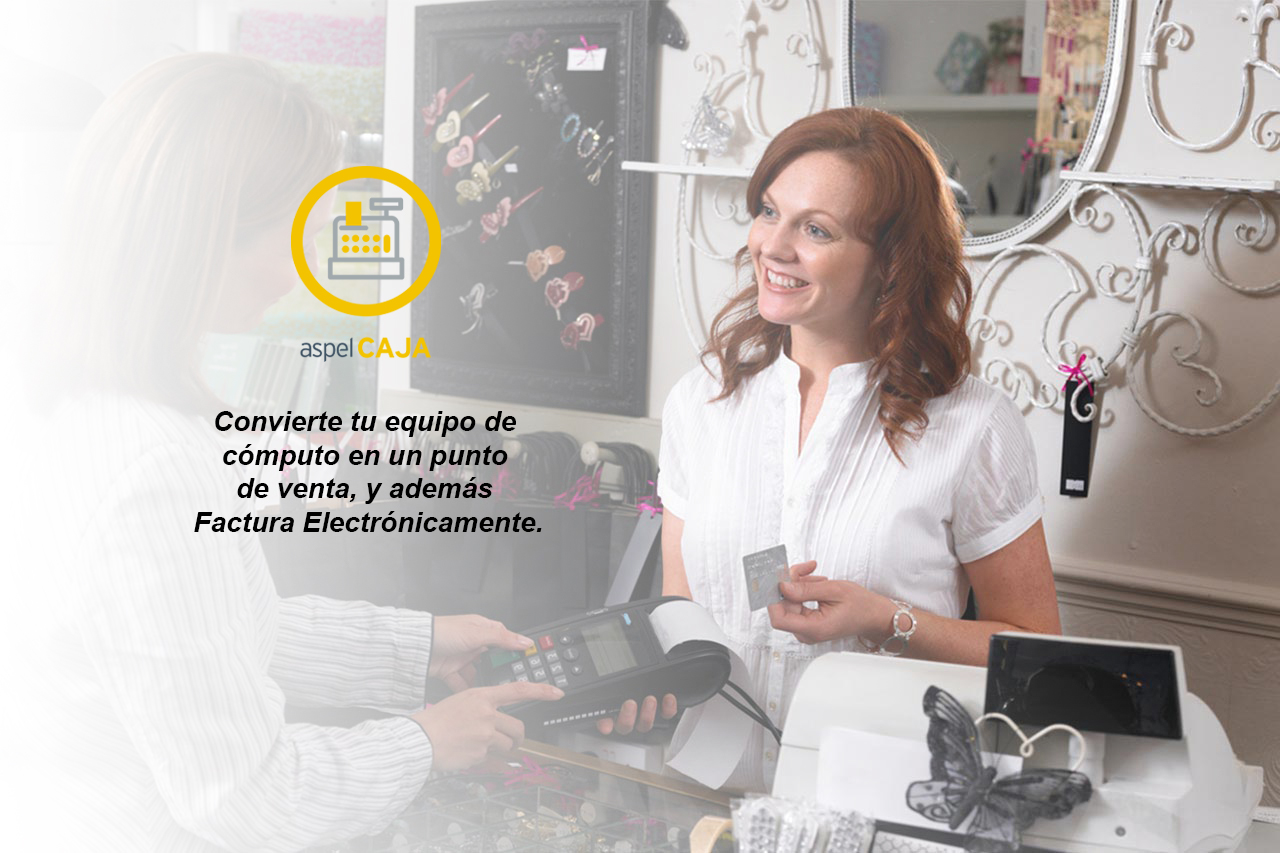 aspel CAJA
Convierte tu equipo de
cómputo en un punto
de venta, y además
Factura Electrónicamente.